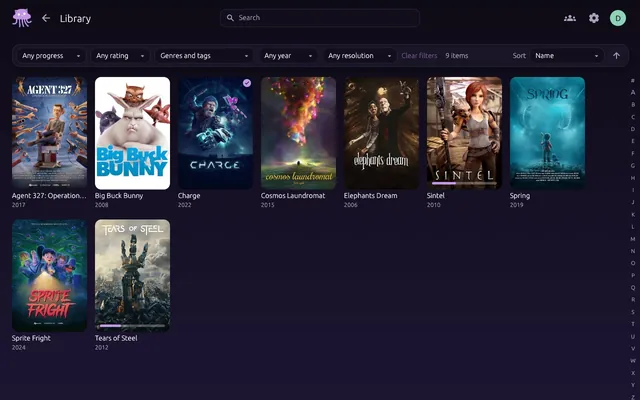 Library
Search
D
Any progress
Any rating
Genres and tags
Any year
Any resolution
Clear filters
9 items
Sort
Name
#
A
AGENT 327
Big Buck
BUNNY
CHARGE
cosmos laundromat
elephants dream
SINTEL
SPRING
Agent 327: Operation...
2017
Big Buck Bunny
2008
Charge
2022
Cosmos Laundromat
2015
Elephants Dream
2006
Sintel
2010
Spring
2019
B
C
D
E
F
G
H
I
J
K
L
M
N
O
P
Q
R
S
T
U
V
W
X
Y
Z
SPRITE
FRIGHT
TEARS OF STEEL
Sprite Fright
2024
Tears of Steel
2012